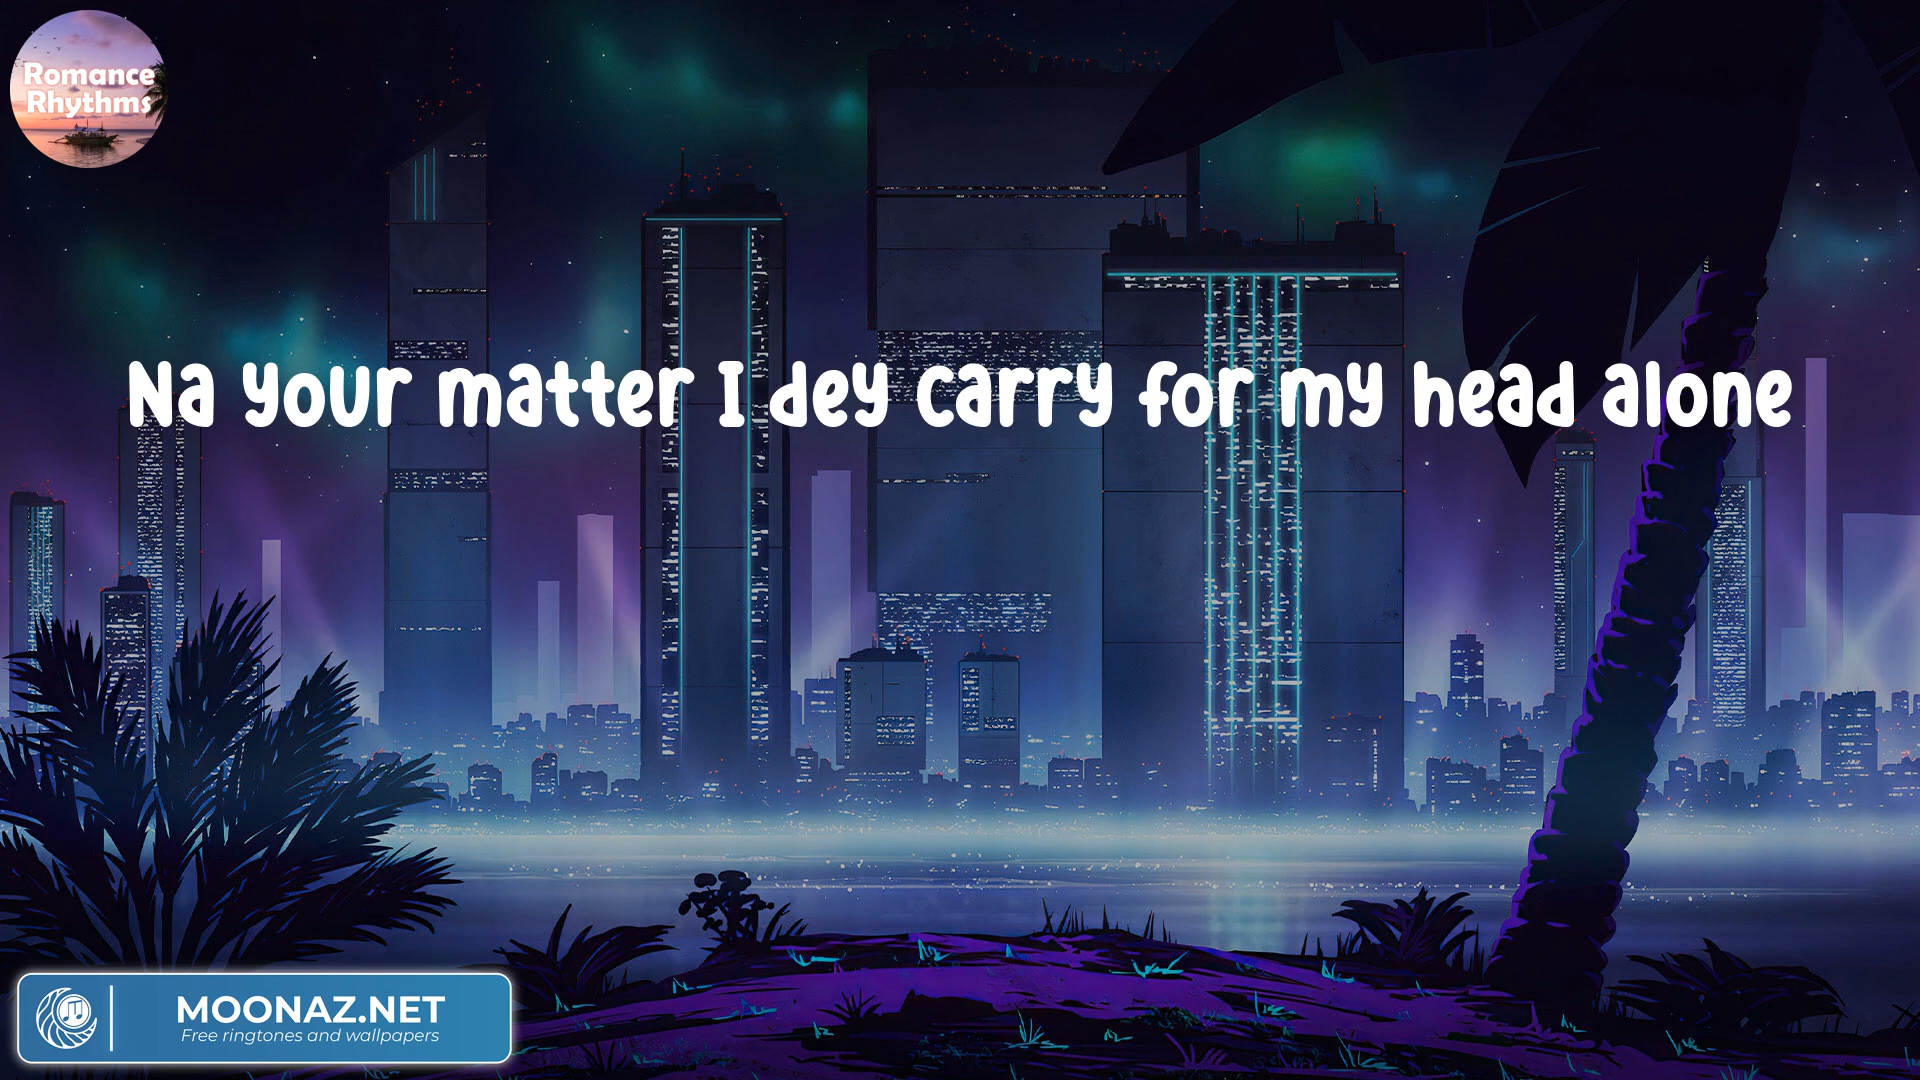 Romance
Rhythms
Na your matter I dey carry for my head alone
MOONAZ.NET
Free ringtones and wallpapers